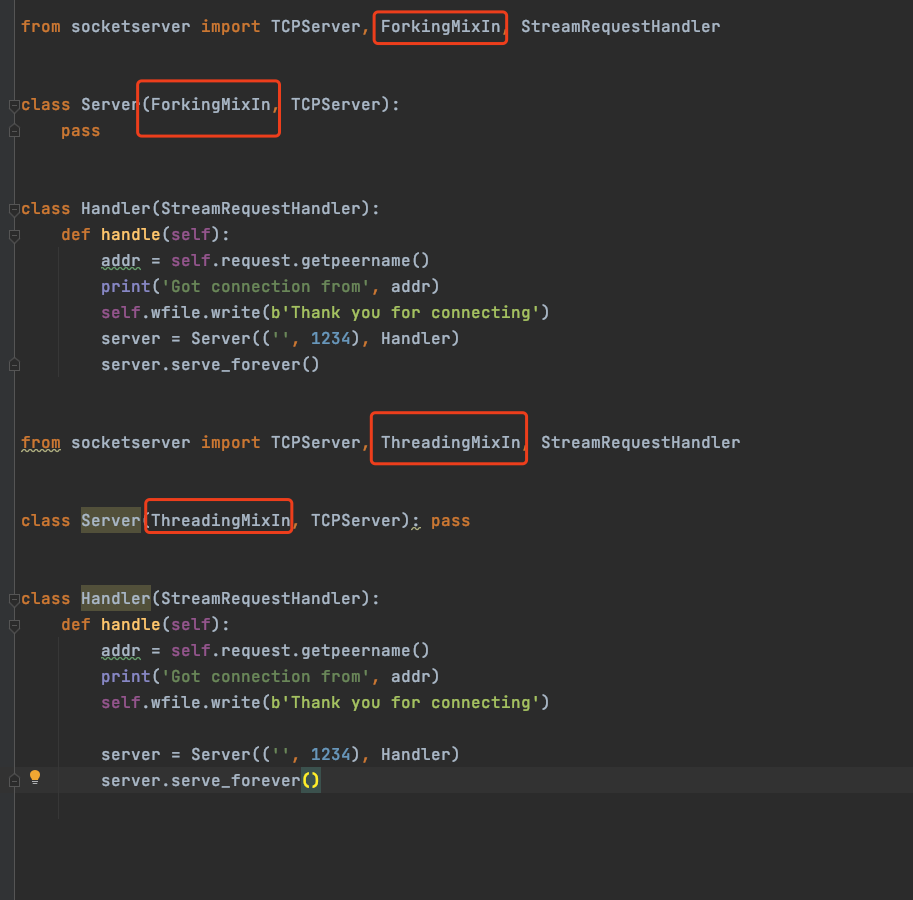 from socketserver import TCPServer, ForkingMixIn, StreamRequestHandler
class Server(ForkingMixIn, TCPServer):
pass
class Handler(StreamRequestHandler):
def handle(self):
addr = self.request.getpeername()
print('Got connection from', addr)
self.wfile.write(b'Thank you for connecting')
server = Server(('', 1234), Handler)
server.serve_forever()
from socketserver import TCPServer, ThreadingMixIn, StreamRequestHandler
class Server(ThreadingMixIn, TCPServer): pass
class Handler(StreamRequestHandler):
def handle(self):
addr = self.request.getpeername()
print('Got connection from', addr)
self.wfile.write(b'Thank you for connecting')
server = Server(('', 1234), Handler)
server.serve_forever()